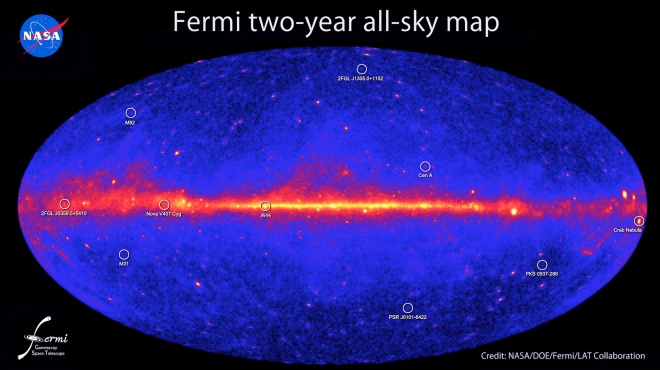 NASA
Fermi two-year all-sky map
2FGL J1305.0+1152
M82
Cen A
2FGL J0359.5+5410
Nova V407 Cyg
W44
Crab Nebula
M31
PKS 0537-286
PSR J0101-6422
Fermi
Gamma-ray
Space Telescope
Credit: NASA/DOE/Fermi/LAT Collaboration